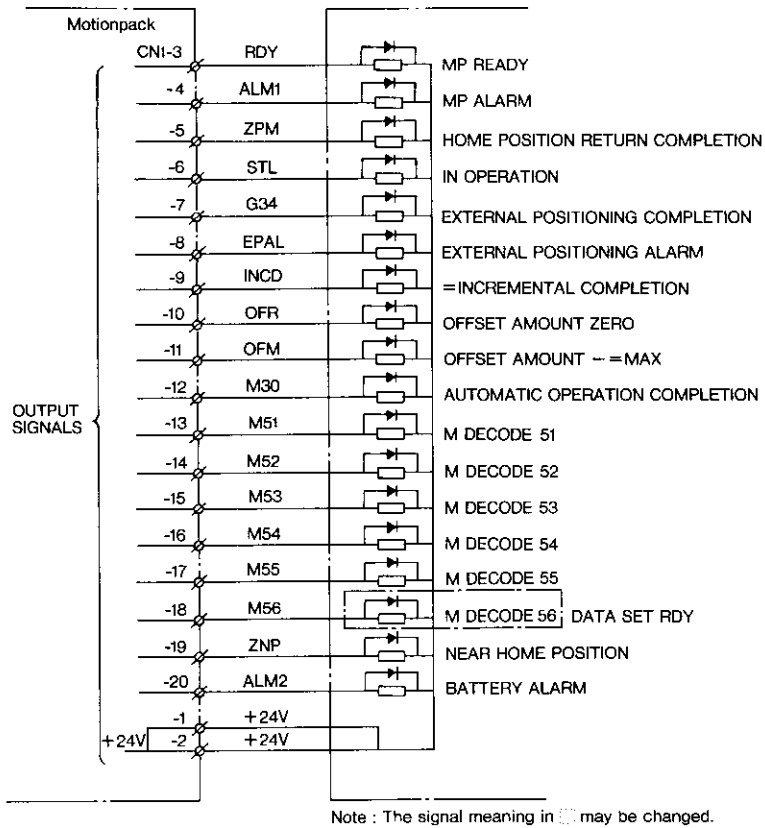 Motionpack
CN1-3 RDY MP READY
-4 ALM1 MP ALARM
-5 ZPM HOME POSITION RETURN COMPLETION
-6 STL IN OPERATION
-7 G34 EXTERNAL POSITIONING COMPLETION
-8 EPAL EXTERNAL POSITIONING ALARM
-9 INCD =INCREMENTAL COMPLETION
-10 OFR OFFSET AMOUNT ZERO
-11 OFM OFFSET AMOUNT -=MAX
-12 M30 AUTOMATIC OPERATION COMPLETION
OUTPUT
SIGNALS
-13 M51 M DECODE 51
-14 M52 M DECODE 52
-15 M53 M DECODE 53
-16 M54 M DECODE 54
-17 M55 M DECODE 55
-18 M56 M DECODE 56 DATA SET RDY
-19 ZNP NEAR HOME POSITION
-20 ALM2 BATTERY ALARM
-1 +24V
+24V -2 +24V
Note : The signal meaning in may be changed.